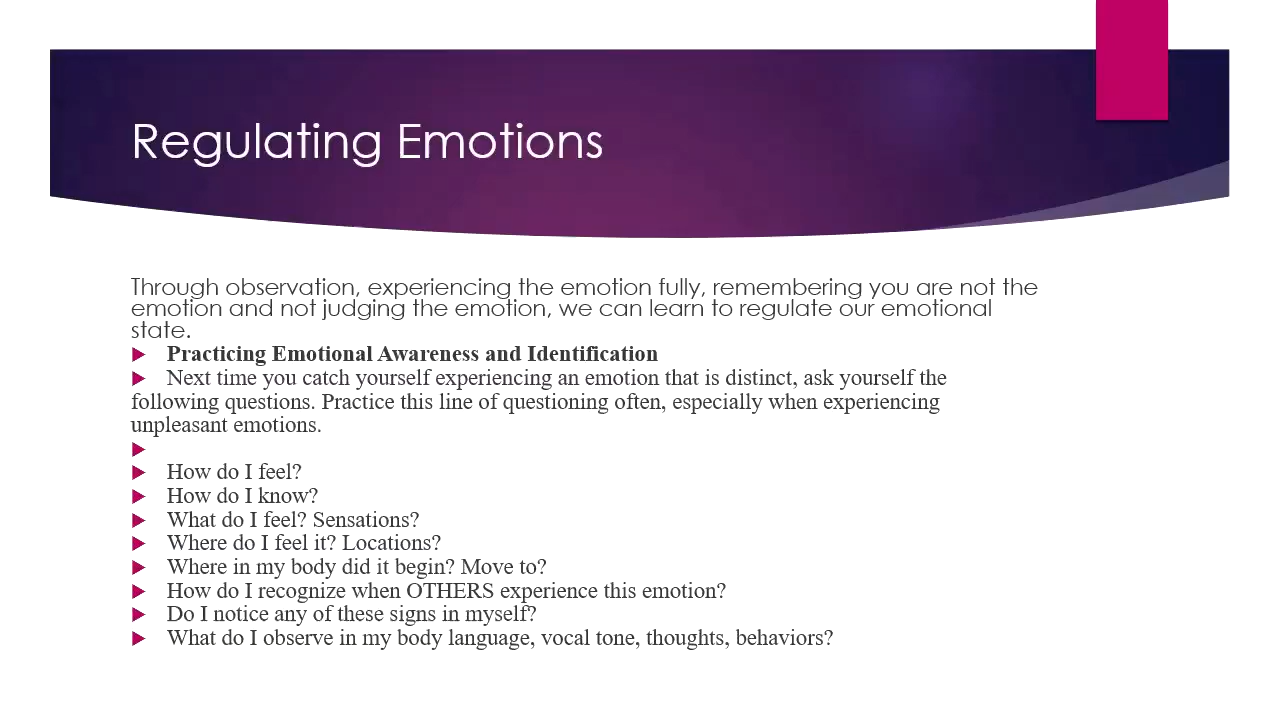 Regulating Emotions
Through observation, experiencing the emotion fully, remembering you are not the
emotion and not judging the emotion, we can learn to regulate our emotional
state.
Practicing Emotional Awareness and Identification
Next time you catch yourself experiencing an emotion that is distinct, ask yourself the
following questions. Practice this line of questioning often, especially when experiencing
unpleasant emotions.
How do I feel?
How do I know?
What do I feel? Sensations?
Where do I feel it? Locations?
Where in my body did it begin? Move to?
How do I recognize when OTHERS experience this emotion?
Do I notice any of these signs in myself?
What do I observe in my body language, vocal tone, thoughts, behaviors?